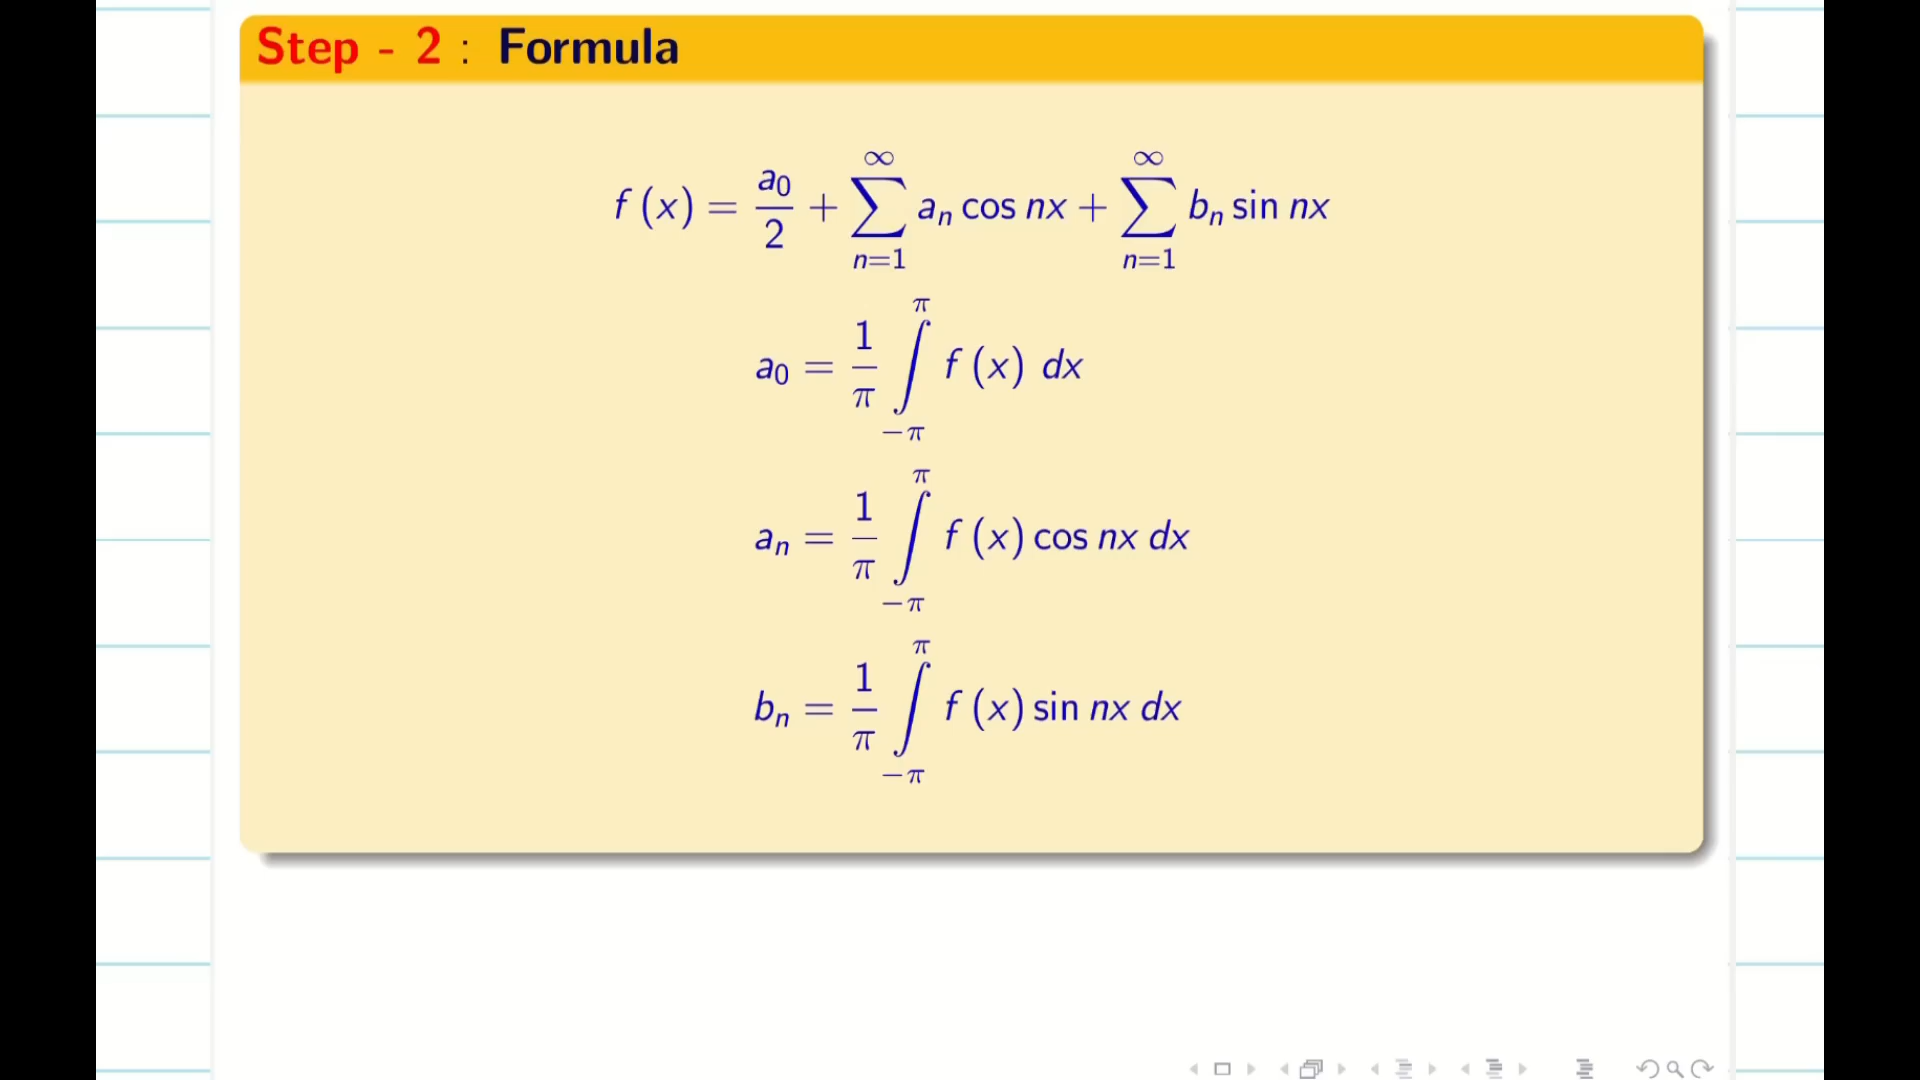 Step - 2 : Formula
f (x) = a₀/2 + ∑_{n=1}^{∞} aₙ cos nx + ∑_{n=1}^{∞} bₙ sin nx
a₀ = 1/π ∫_{−π}^{π} f (x) dx
aₙ = 1/π ∫_{−π}^{π} f (x) cos nx dx
bₙ = 1/π ∫_{−π}^{π} f (x) sin nx dx